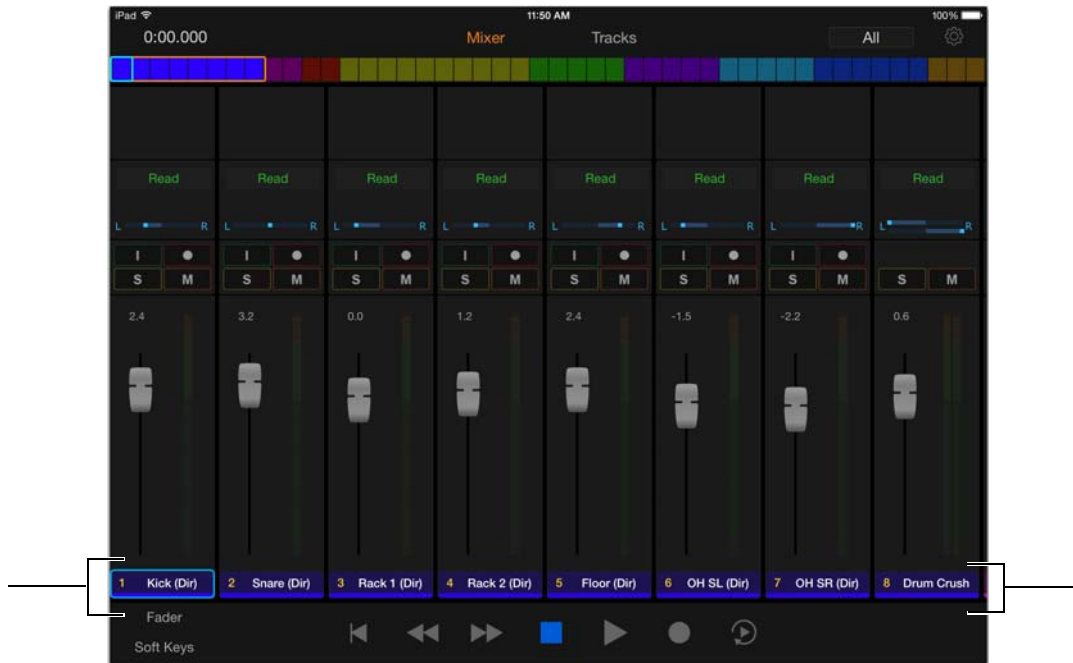 iPad 11:50 AM 100%
0:00.000 Mixer Tracks All
Read Read Read Read Read Read Read Read
L R L R L R L R L R L R L R L R
I I I I I I I
S M S M S M S M S M S M S M S M
2.4 3.2 0.0 1.2 2.4 -1.5 -2.2 0.6
1 Kick (Dir) 2 Snare (Dir) 3 Rack 1 (Dir) 4 Rack 2 (Dir) 5 Floor (Dir) 6 OH SL (Dir) 7 OH SR (Dir) 8 Drum Crush
Fader
Soft Keys